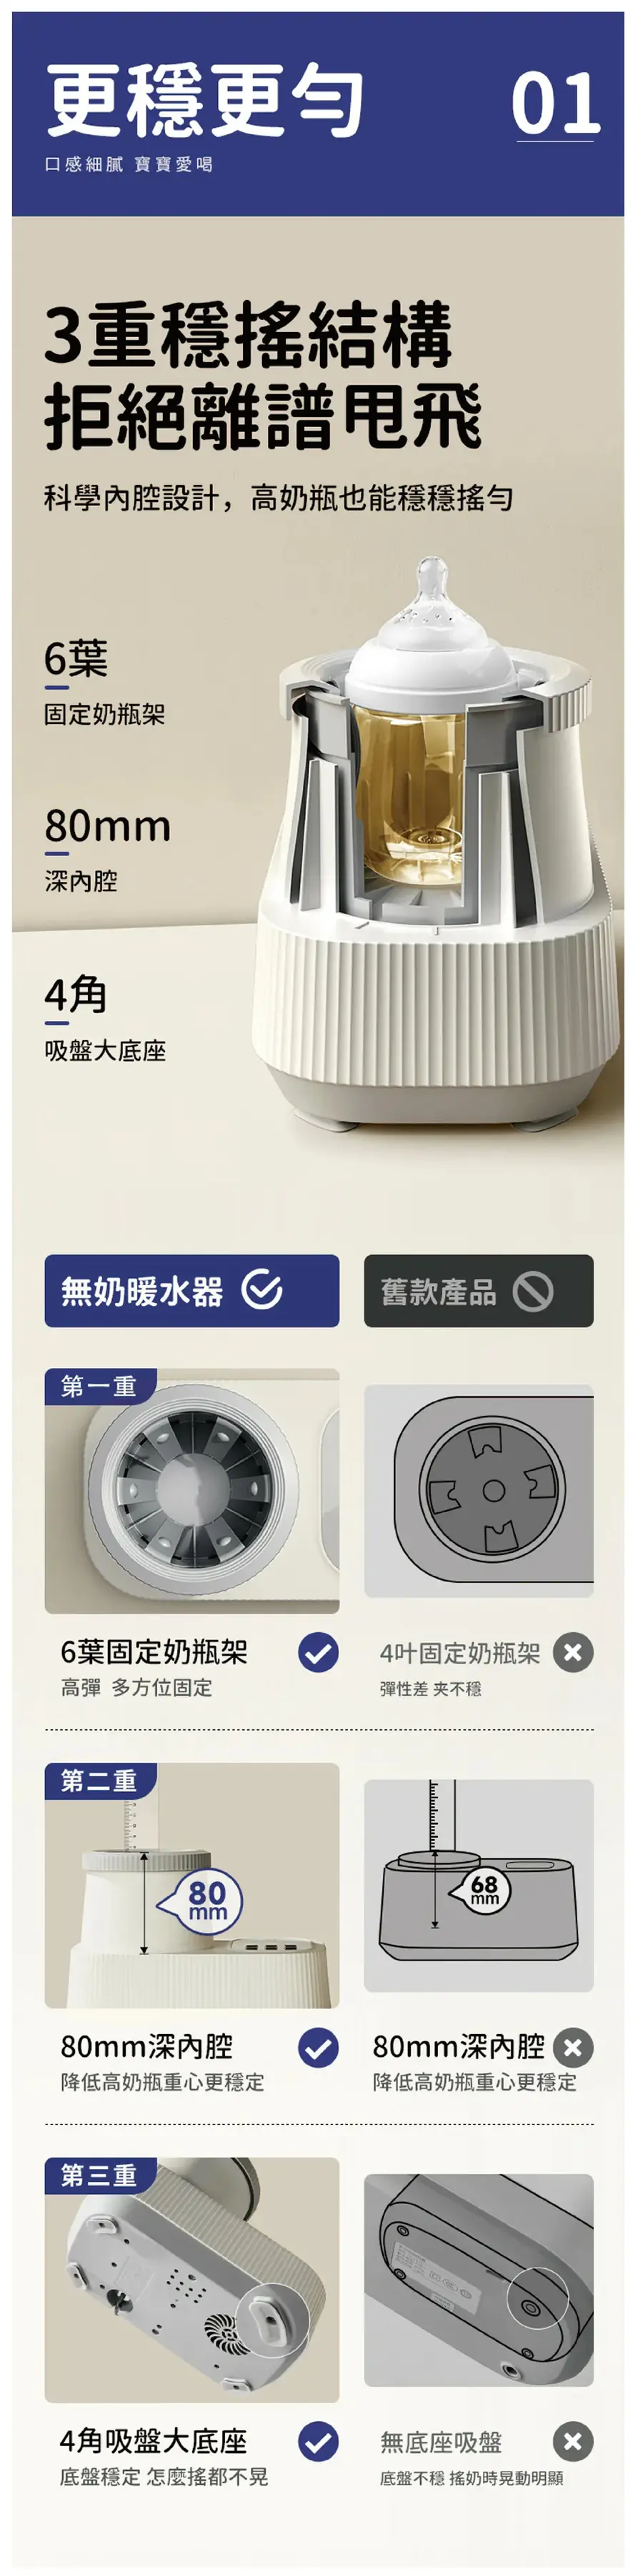 更穩更勻
01
口感細膩 寶寶愛喝
3重穩搖結構
拒絕離譜甩飛
科學內腔設計，高奶瓶也能穩穩搖勻
6葉
固定奶瓶架
80mm
深內腔
4角
吸盤大底座
無奶暖水器
舊款產品
第一重
6葉固定奶瓶架
高彈 多方位固定
4叶固定奶瓶架
彈性差 夹不穩
第二重
80
mm
68
mm
80mm深內腔
降低高奶瓶重心更穩定
80mm深內腔
降低高奶瓶重心更穩定
第三重
4角吸盤大底座
底盤穩定 怎麼搖都不晃
無底座吸盤
底盤不穩 搖奶時晃動明顯